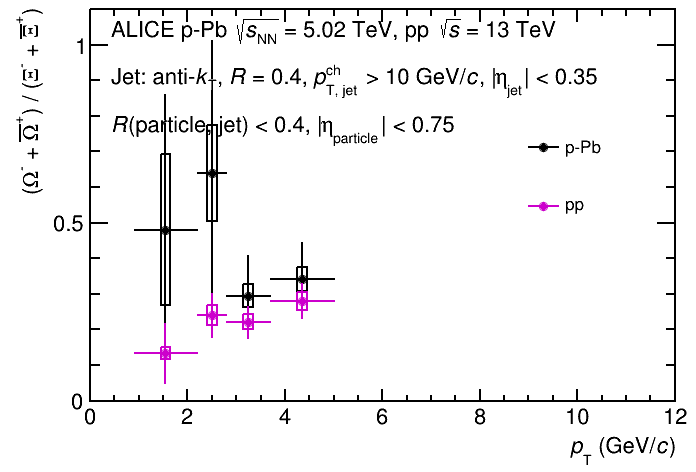 (Ω⁻ + Ω̅⁺) / (Ξ⁻ + Ξ̅⁺)
ALICE p-Pb √s_NN = 5.02 TeV, pp √s = 13 TeV
Jet: anti-k_T, R = 0.4, p_T, jet^ch > 10 GeV/c, |η_jet| < 0.35
R(particle, jet) < 0.4, |η_particle| < 0.75
p-Pb
pp
1
0.5
0
0 2 4 6 8 10 12
p_T (GeV/c)